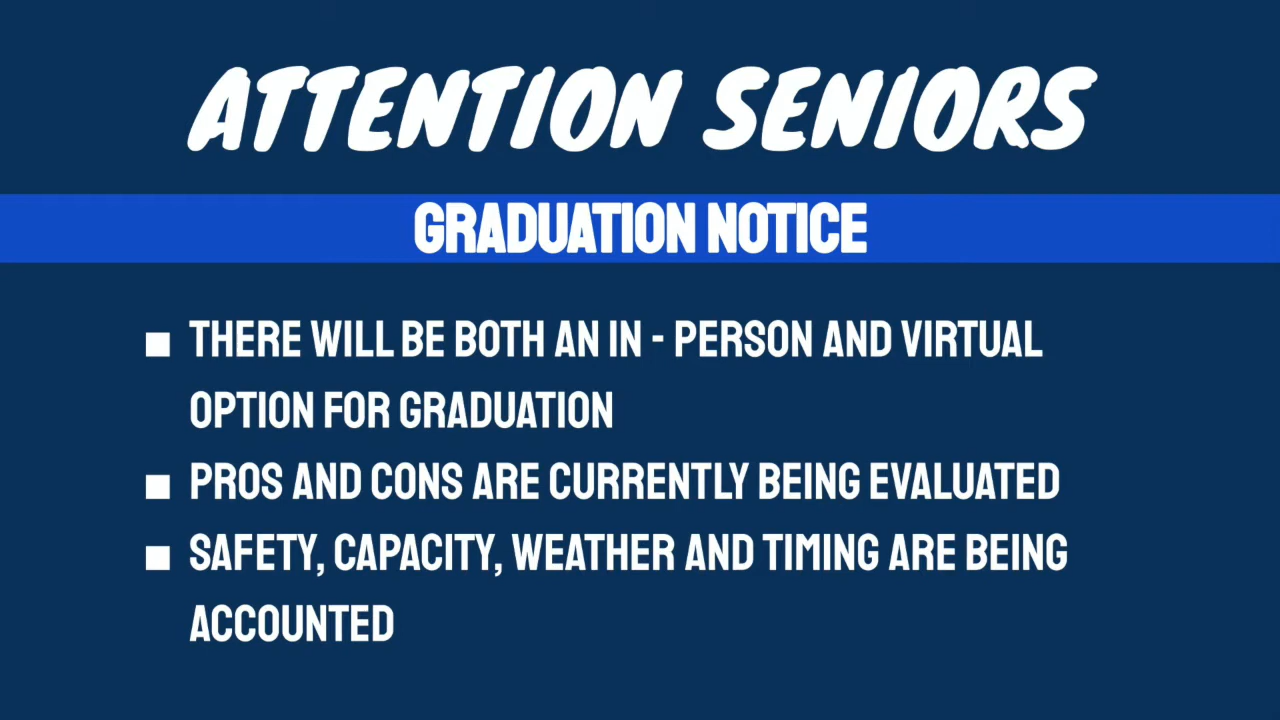 ATTENTION SENIORS
GRADUATION NOTICE
■ THERE WILL BE BOTH AN IN - PERSON AND VIRTUAL
OPTION FOR GRADUATION
■ PROS AND CONS ARE CURRENTLY BEING EVALUATED
■ SAFETY, CAPACITY, WEATHER AND TIMING ARE BEING
ACCOUNTED